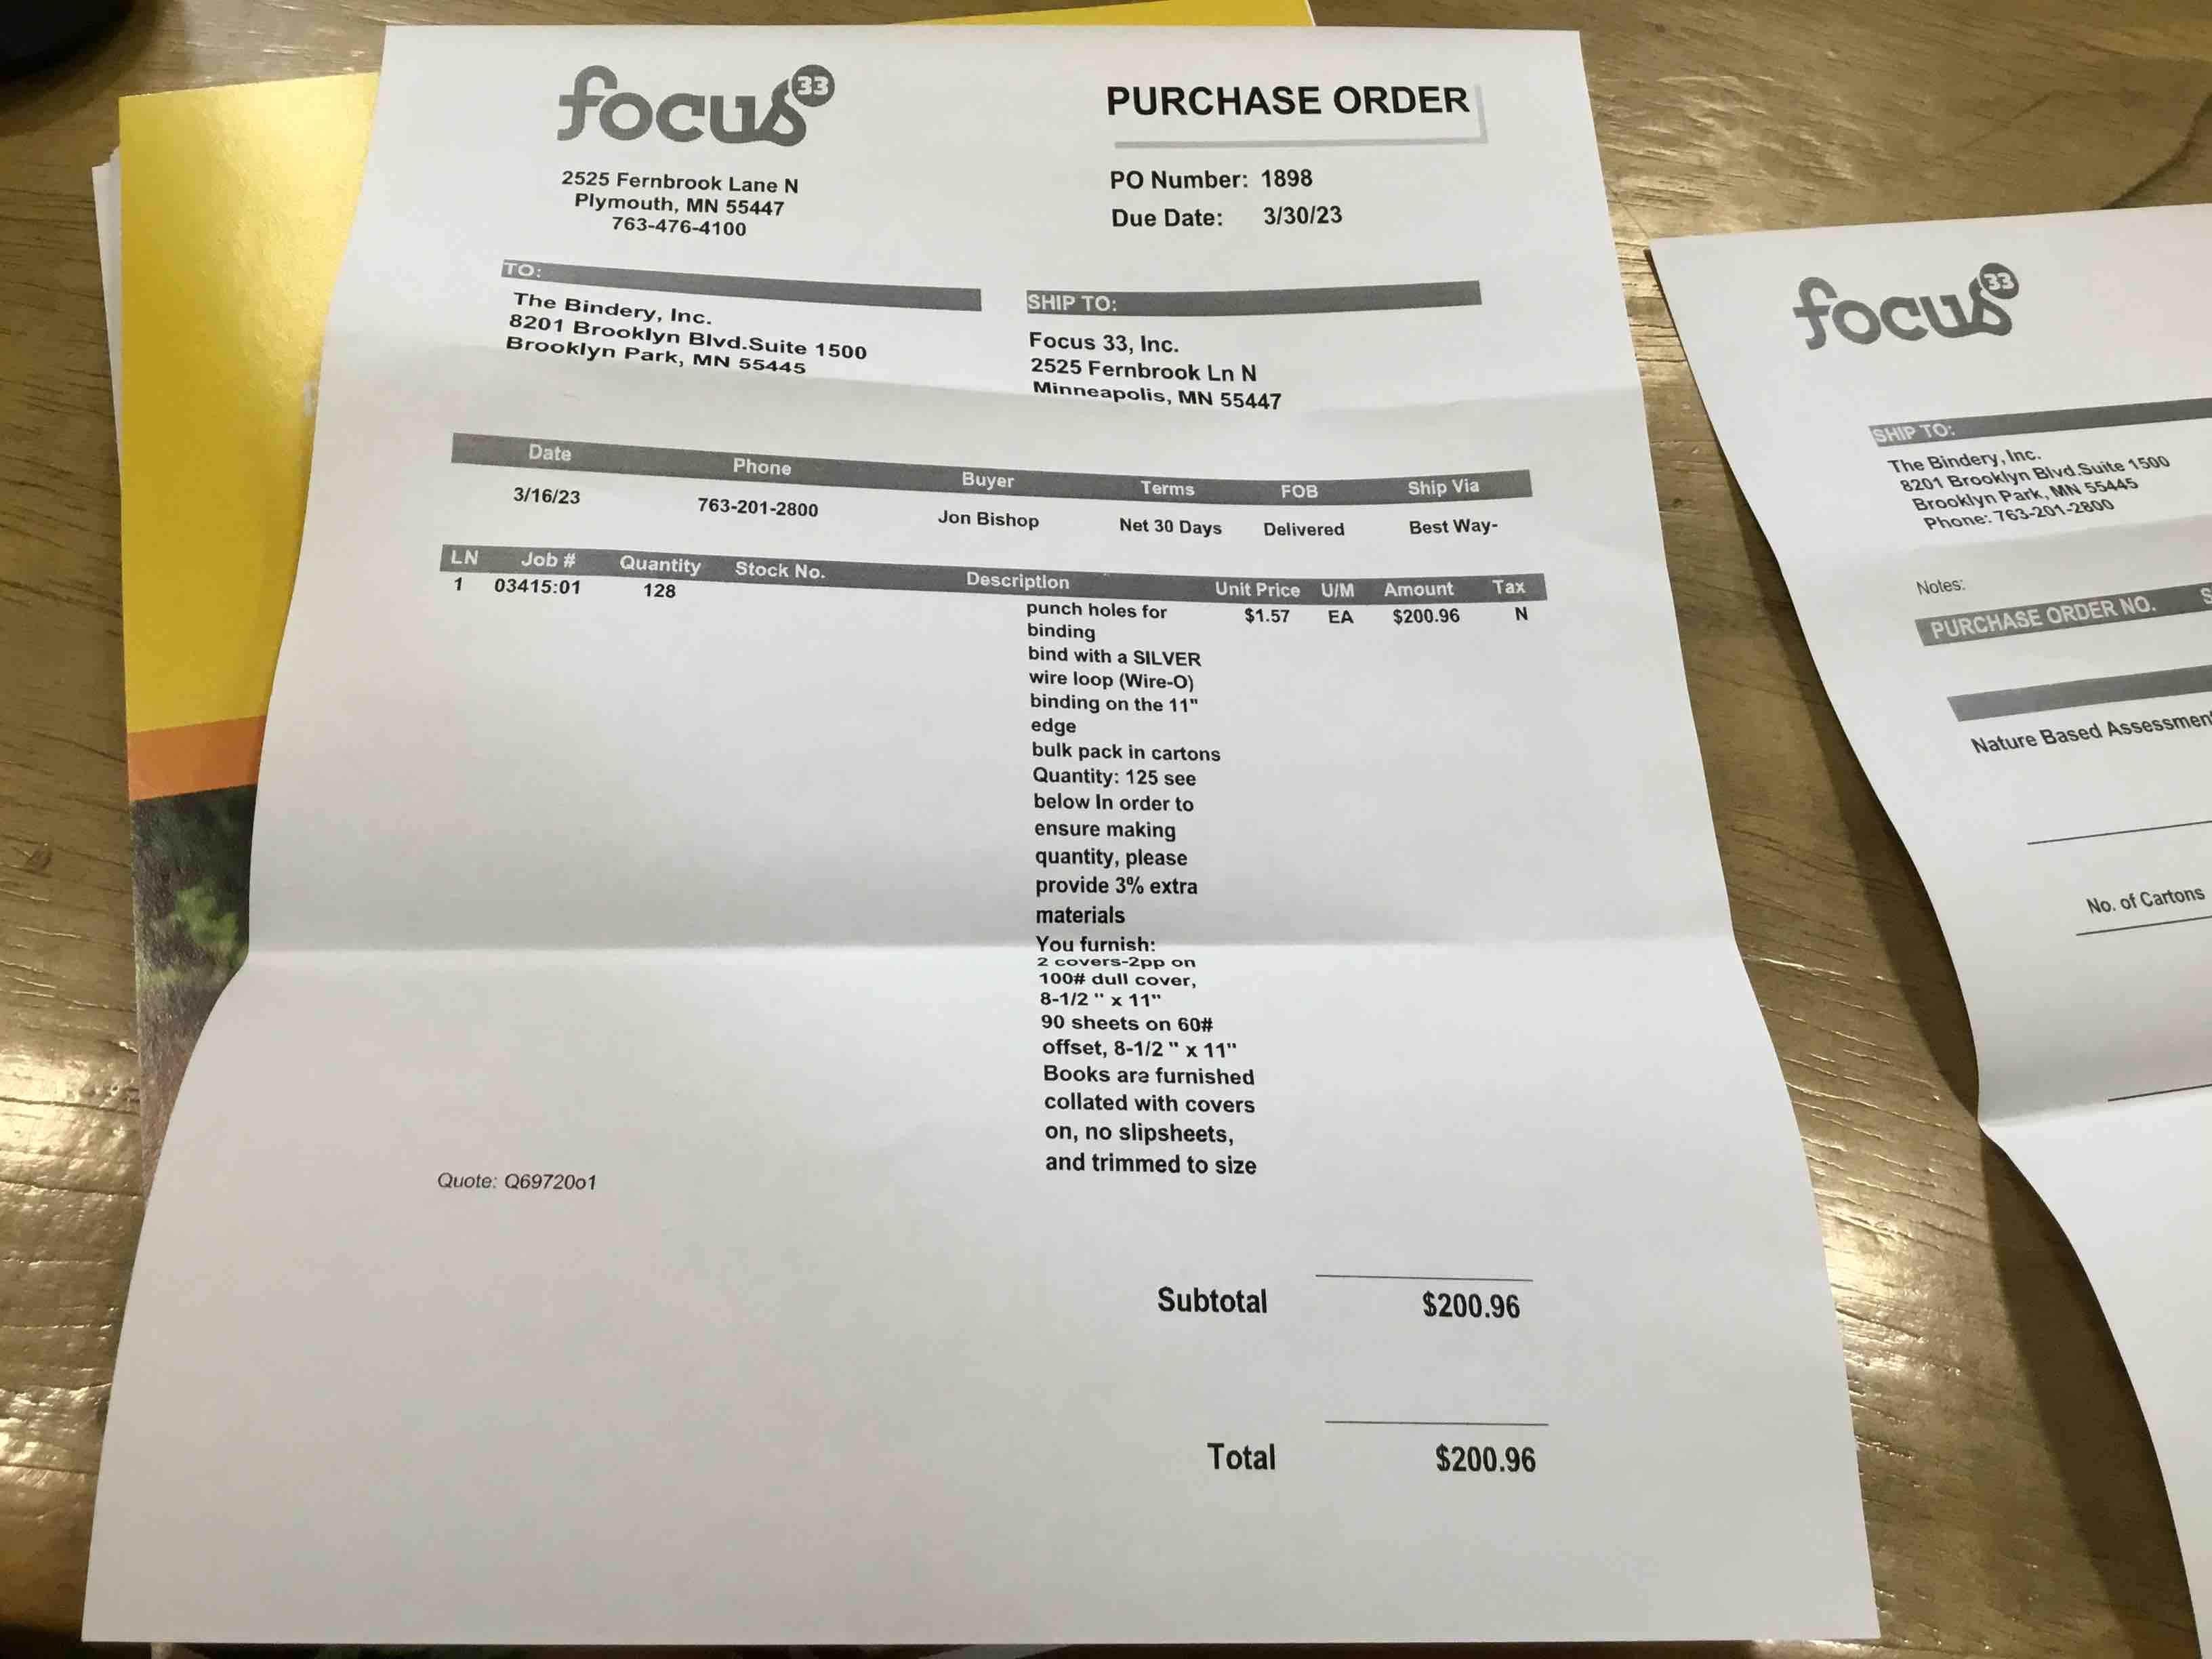 focus 33
2525 Fernbrook Lane N
Plymouth, MN 55447
763-476-4100
PURCHASE ORDER
PO Number: 1898
Due Date: 3/30/23
TO:
The Bindery, Inc.
8201 Brooklyn Blvd.Suite 1500
Brooklyn Park, MN 55445
SHIP TO:
Focus 33, Inc.
2525 Fernbrook Ln N
Minneapolis, MN 55447
Date Phone Buyer Terms FOB Ship Via
3/16/23 763-201-2800 Jon Bishop Net 30 Days Delivered Best Way-
LN Job # Quantity Stock No. Description Unit Price U/M Amount Tax
1 03415:01 128 punch holes for $1.57 EA $200.96 N
binding
bind with a SILVER
wire loop (Wire-O)
binding on the 11"
edge
bulk pack in cartons
Quantity: 125 see
below In order to
ensure making
quantity, please
provide 3% extra
materials
You furnish:
2 covers-2pp on
100# dull cover,
8-1/2 " x 11"
90 sheets on 60#
offset, 8-1/2 " x 11"
Books are furnished
collated with covers
on, no slipsheets,
and trimmed to size
Quote: Q69720o1
Subtotal $200.96
Total $200.96
focus 33
SHIP TO:
The Bindery, Inc.
8201 Brooklyn Blvd.Suite 1500
Brooklyn Park, MN 55445
Phone: 763-201-2800
Notes:
PURCHASE ORDER NO.
Nature Based
No. of Cartons